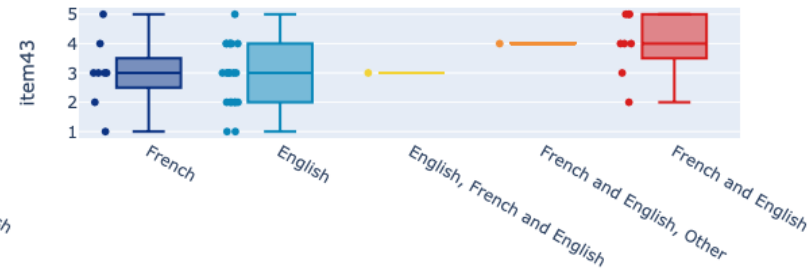 item43
5
4
3
2
1
French
English
English, French and English
French and English, Other
French and English
sh